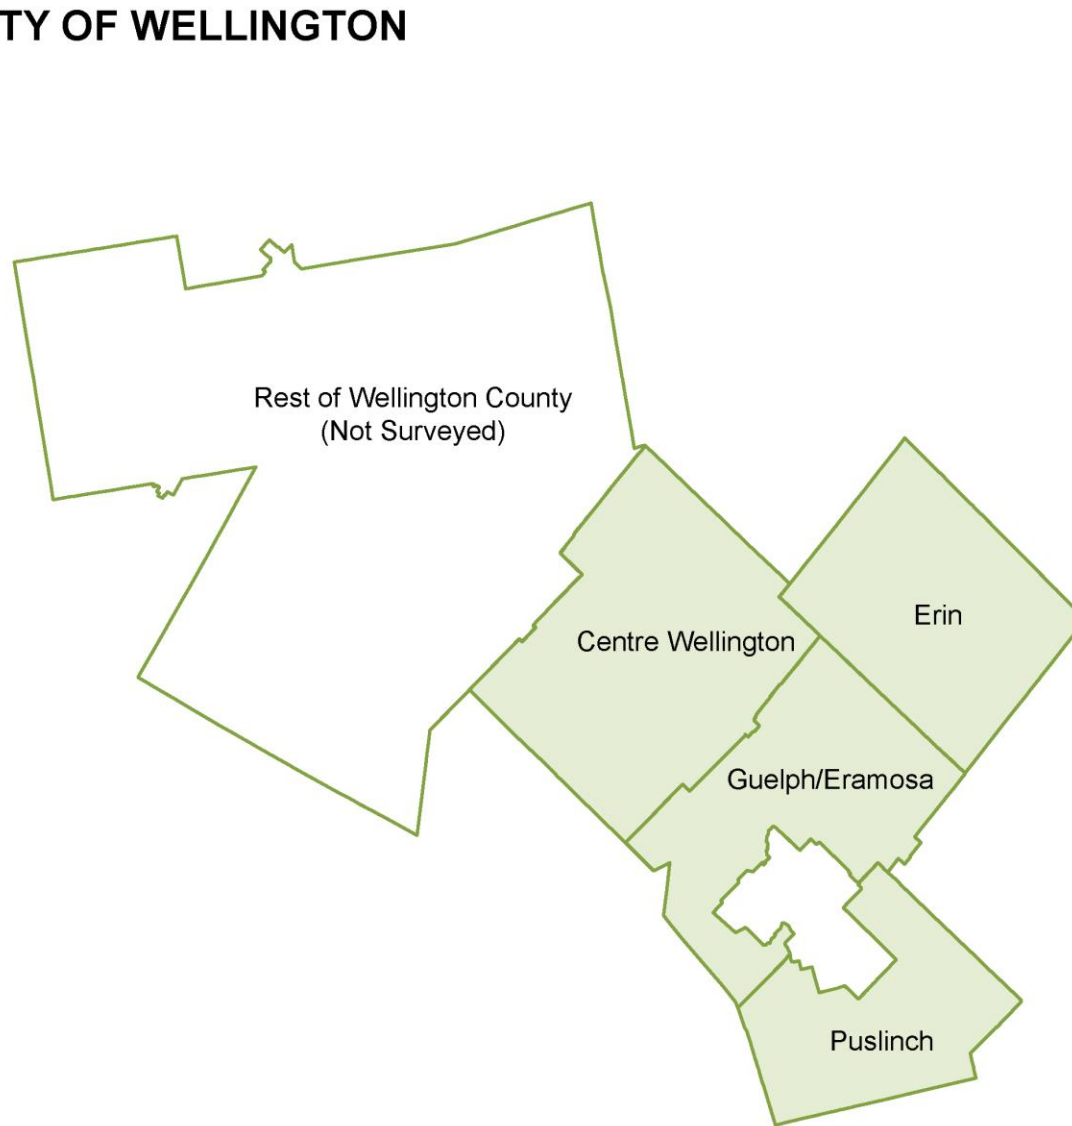 TY OF WELLINGTON
Rest of Wellington County
(Not Surveyed)
Erin
Centre Wellington
Guelph/Eramosa
Puslinch